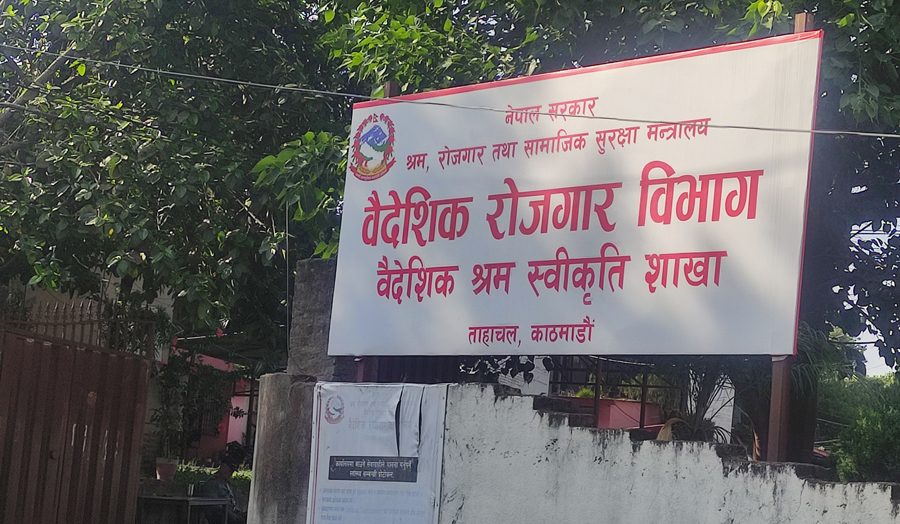 नेपाल सरकार
श्रम, रोजगार तथा सामाजिक सुरक्षा मन्त्रालय
वैदेशिक रोजगार विभाग
वैदेशिक श्रम स्वीकृति शाखा
ताहाचल, काठमाडौं